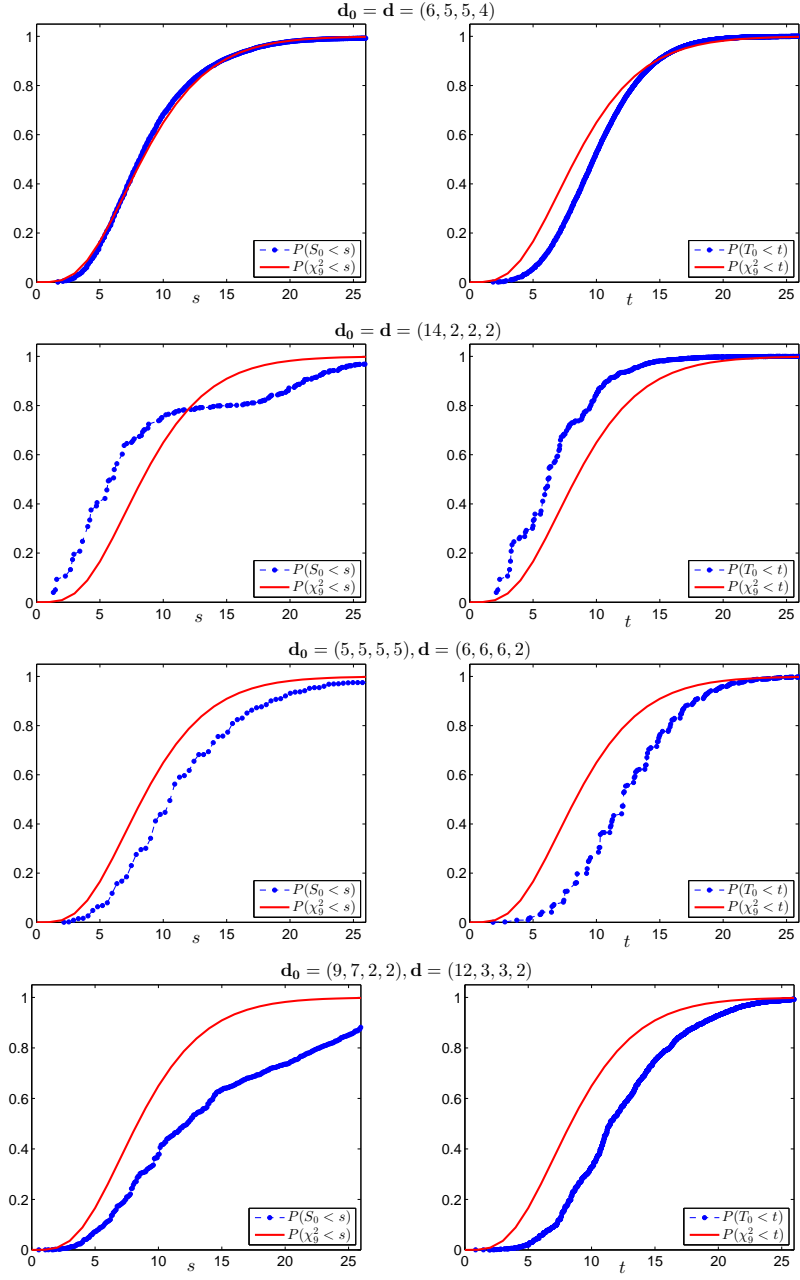 d₀ = d = (6, 5, 5, 4)
1
0.8
0.6
0.4
0.2
0
0 5 10 15 20 25
s
P(S₀ < s)
P(χ²₉ < s)
1
0.8
0.6
0.4
0.2
0
0 5 10 15 20 25
t
P(T₀ < t)
P(χ²₉ < t)
d₀ = d = (14, 2, 2, 2)
1
0.8
0.6
0.4
0.2
0
0 5 10 15 20 25
s
P(S₀ < s)
P(χ²₉ < s)
1
0.8
0.6
0.4
0.2
0
0 5 10 15 20 25
t
P(T₀ < t)
P(χ²₉ < t)
d₀ = (5, 5, 5, 5), d = (6, 6, 6, 2)
1
0.8
0.6
0.4
0.2
0
0 5 10 15 20 25
s
P(S₀ < s)
P(χ²₉ < s)
1
0.8
0.6
0.4
0.2
0
0 5 10 15 20 25
t
P(T₀ < t)
P(χ²₉ < t)
d₀ = (9, 7, 2, 2), d = (12, 3, 3, 2)
1
0.8
0.6
0.4
0.2
0
0 5 10 15 20 25
s
P(S₀ < s)
P(χ²₉ < s)
1
0.8
0.6
0.4
0.2
0
0 5 10 15 20 25
t
P(T₀ < t)
P(χ²₉ < t)